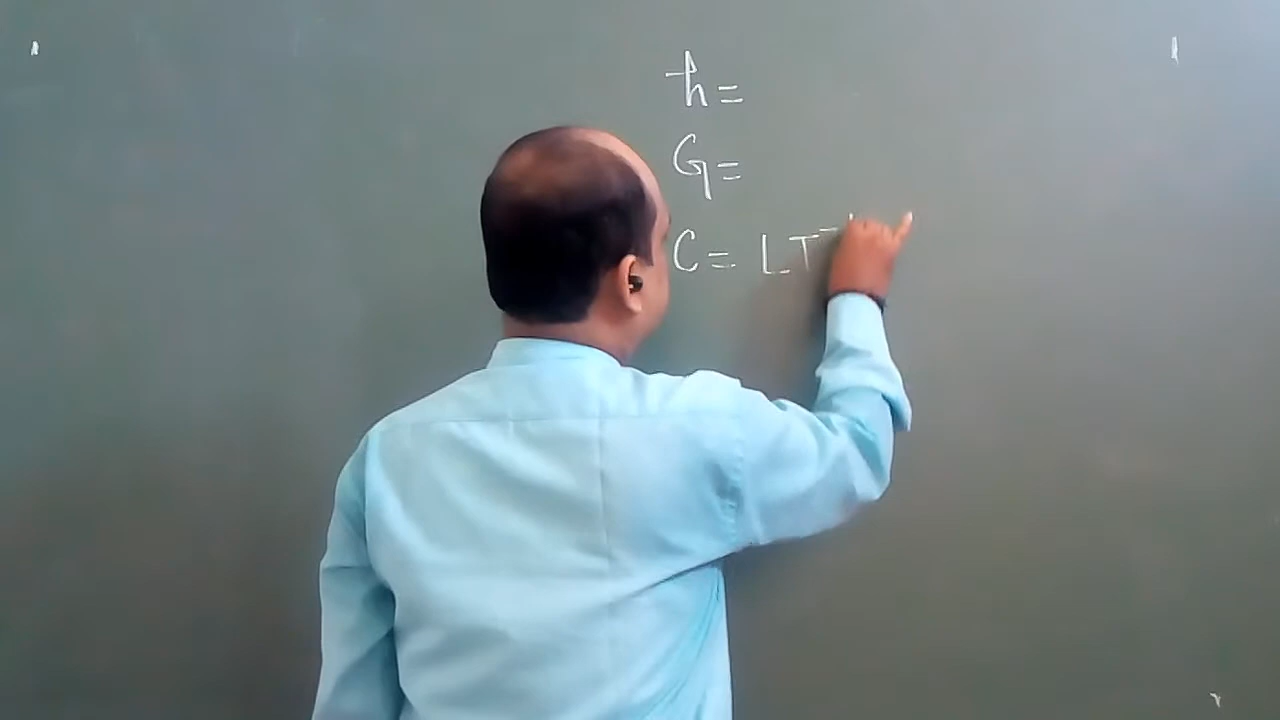 ħ =
G =
C = LT⁻¹